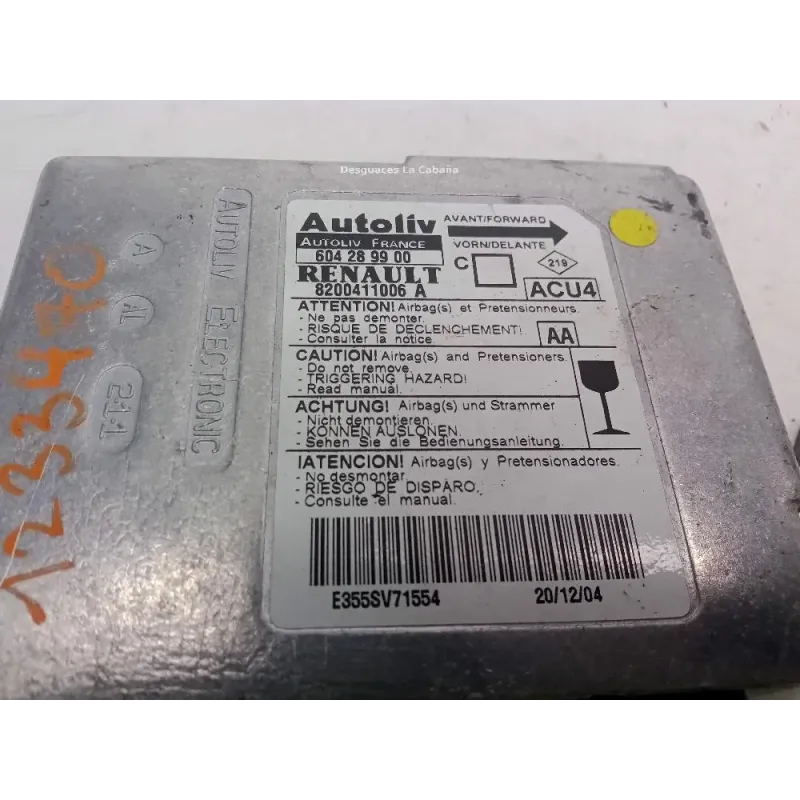 Desguaces La Cabaña
AUTOLIV ELECTRONIC
A
AL
21-1
1233470
Autoliv
AUTOLIV FRANCE
604 28 99 00
RENAULT
8200411006 A
AVANT/FORWARD
VORN/DELANTE
C
219
ACU4
ATTENTION! Airbag(s) et Pretensionneurs.
- Ne pas demonter.
- RISQUE DE DECLENCHEMENT!
- Consulter la notice.
AA
CAUTION! Airbag(s) and Pretensioners.
- Do not remove.
- TRIGGERING HAZARD!
- Read manual.
ACHTUNG! Airbag(s) und Strammer
- Nicht demontieren.
- KONNEN AUSLONEN.
- Sehen Sie die Bedienungsanleitung.
!ATENCION! Airbag(s) y Pretensionadores.
- No desmontar.
- RIESGO DE DISPARO.
- Consulte el manual.
E355SV71554
20/12/04